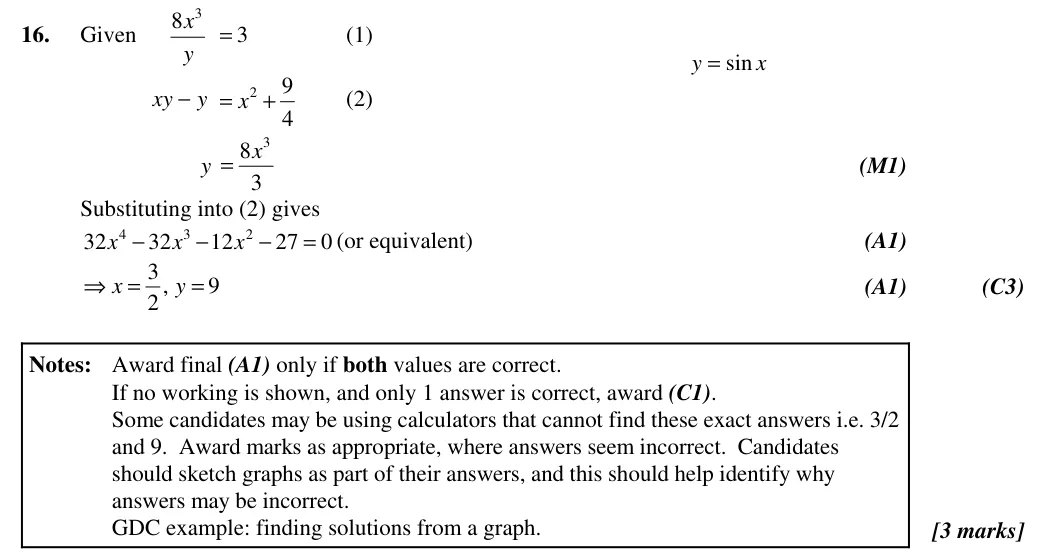 16. Given 8x³/y = 3 (1)
y = sin x
xy − y = x² + 9/4 (2)
y = 8x³/3 (M1)
Substituting into (2) gives
32x⁴ − 32x³ − 12x² − 27 = 0 (or equivalent) (A1)
⇒ x = 3/2, y = 9 (A1) (C3)
Notes: Award final (A1) only if both values are correct.
If no working is shown, and only 1 answer is correct, award (C1).
Some candidates may be using calculators that cannot find these exact answers i.e. 3/2
and 9. Award marks as appropriate, where answers seem incorrect. Candidates
should sketch graphs as part of their answers, and this should help identify why
answers may be incorrect.
GDC example: finding solutions from a graph.
[3 marks]